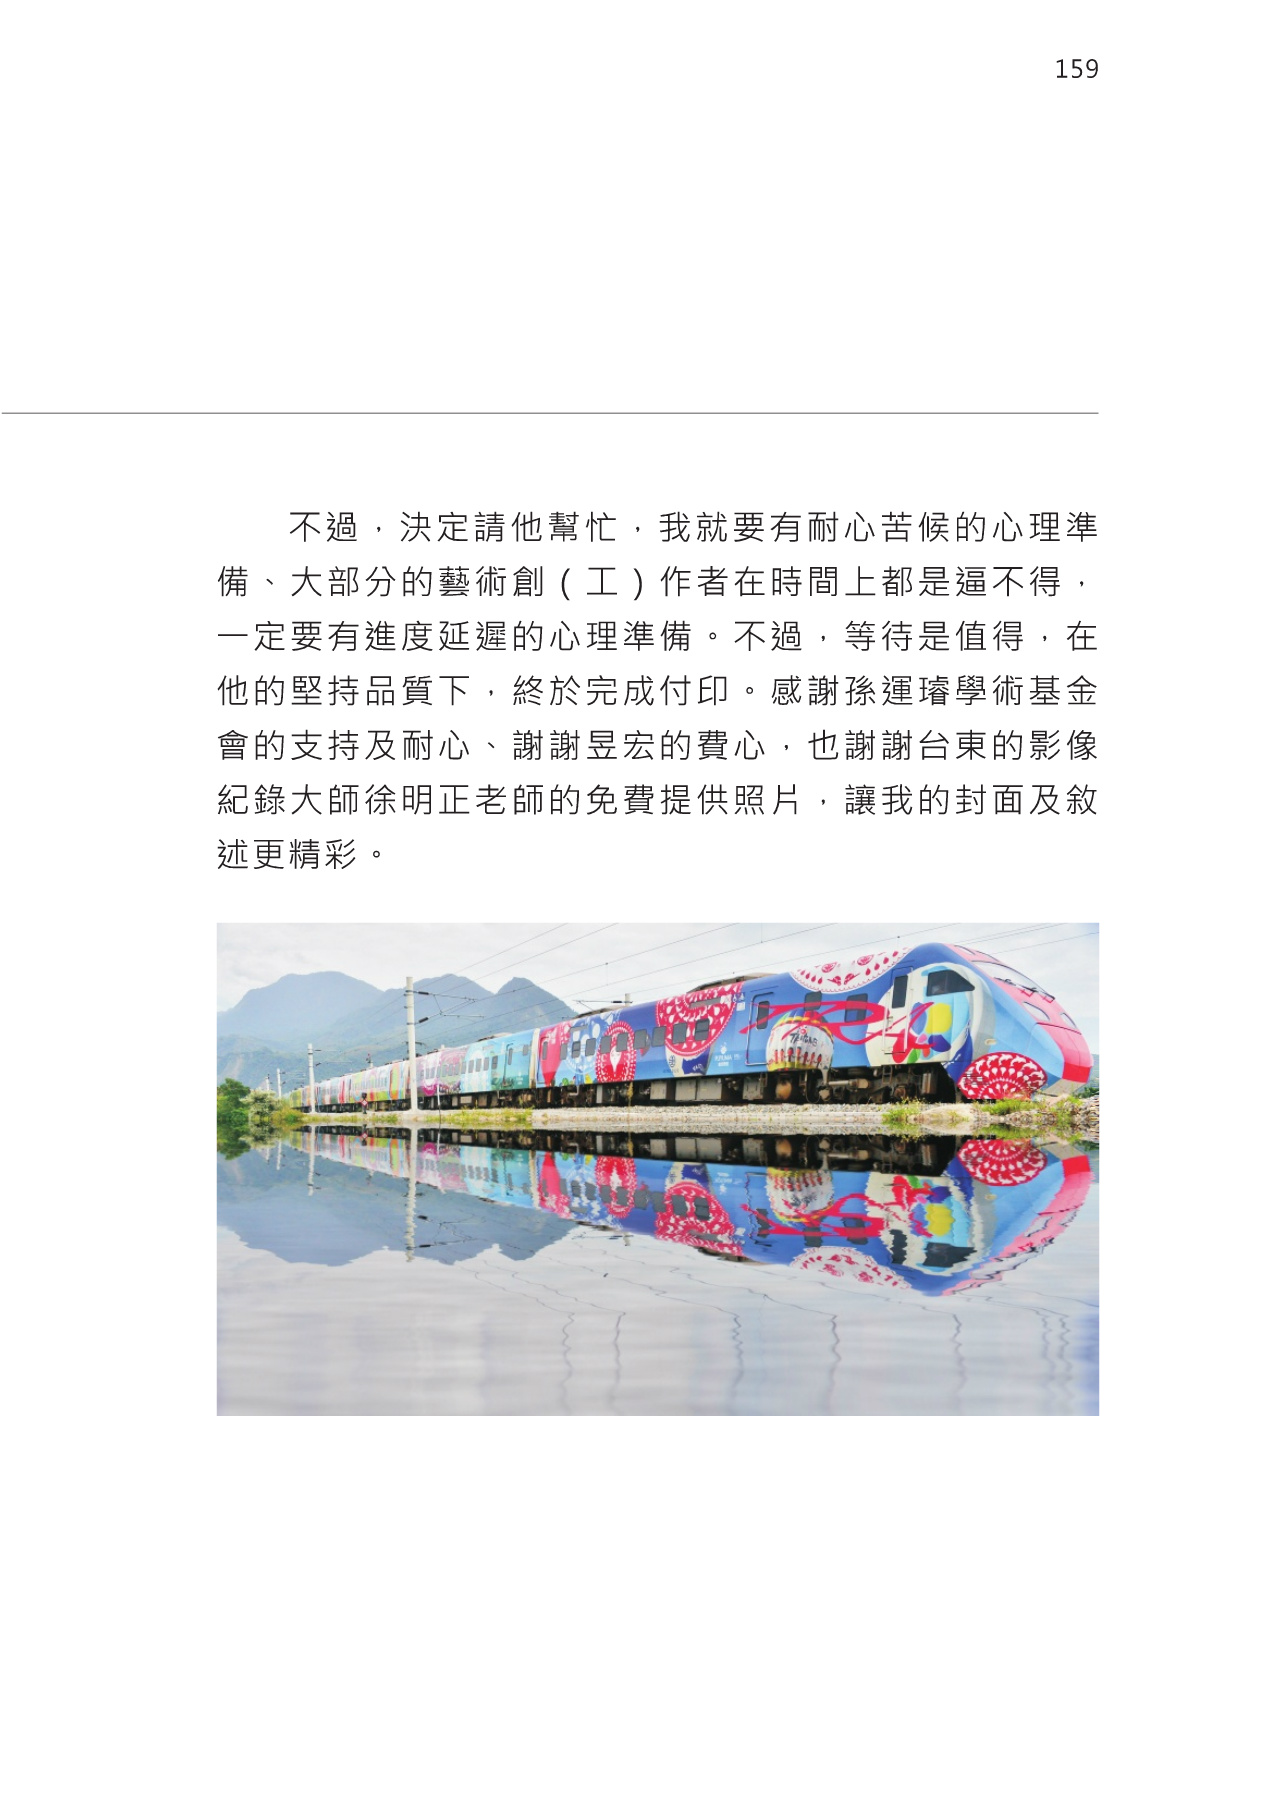 159
不過，決定請他幫忙，我就要有耐心苦候的心理準
備、大部分的藝術創（工）作者在時間上都是逼不得，
一定要有進度延遲的心理準備。不過，等待是值得，在
他的堅持品質下，終於完成付印。感謝孫運璿學術基金
會的支持及耐心、謝謝昱宏的費心，也謝謝台東的影像
紀錄大師徐明正老師的免費提供照片，讓我的封面及敘
述更精彩。